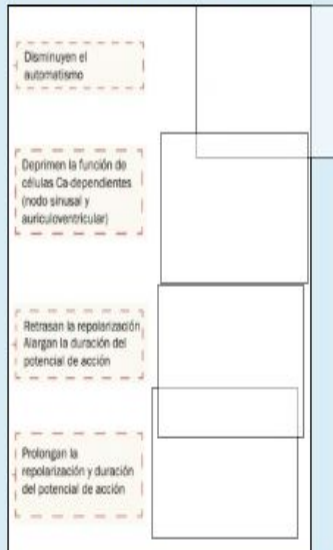 Disminuyen el
automatismo
Deprimen la función de
células Ca-dependientes
(nodo sinusal y
auriculoventricular)
Retrasan la repolarización
Alargan la duración del
potencial de acción
Prolongan la
repolarización y duración
del potencial de acción